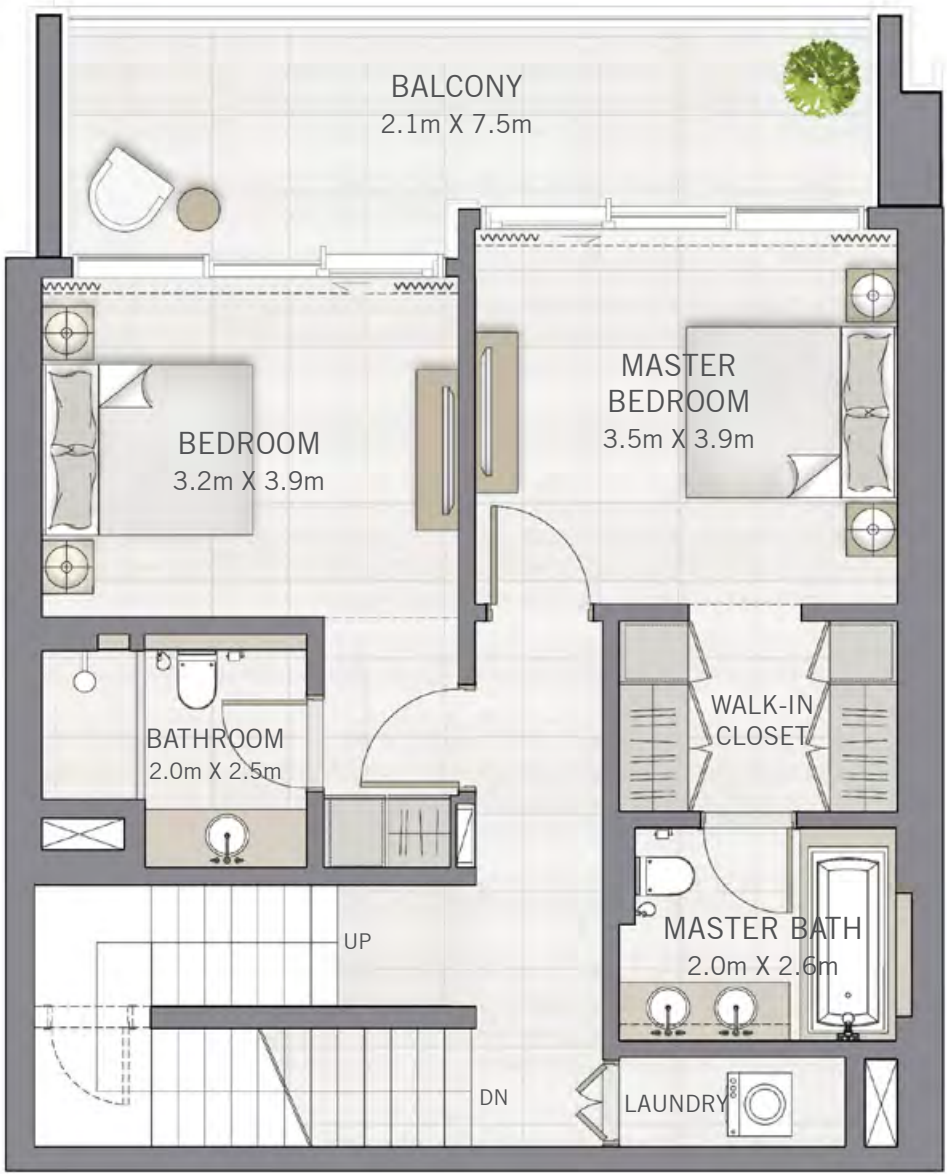 BALCONY
2.1m X 7.5m
MASTER
BEDROOM
3.5m X 3.9m
BEDROOM
3.2m X 3.9m
WALK-IN
CLOSET
BATHROOM
2.0m X 2.5m
MASTER BATH
2.0m X 2.6m
UP
DN
LAUNDRY